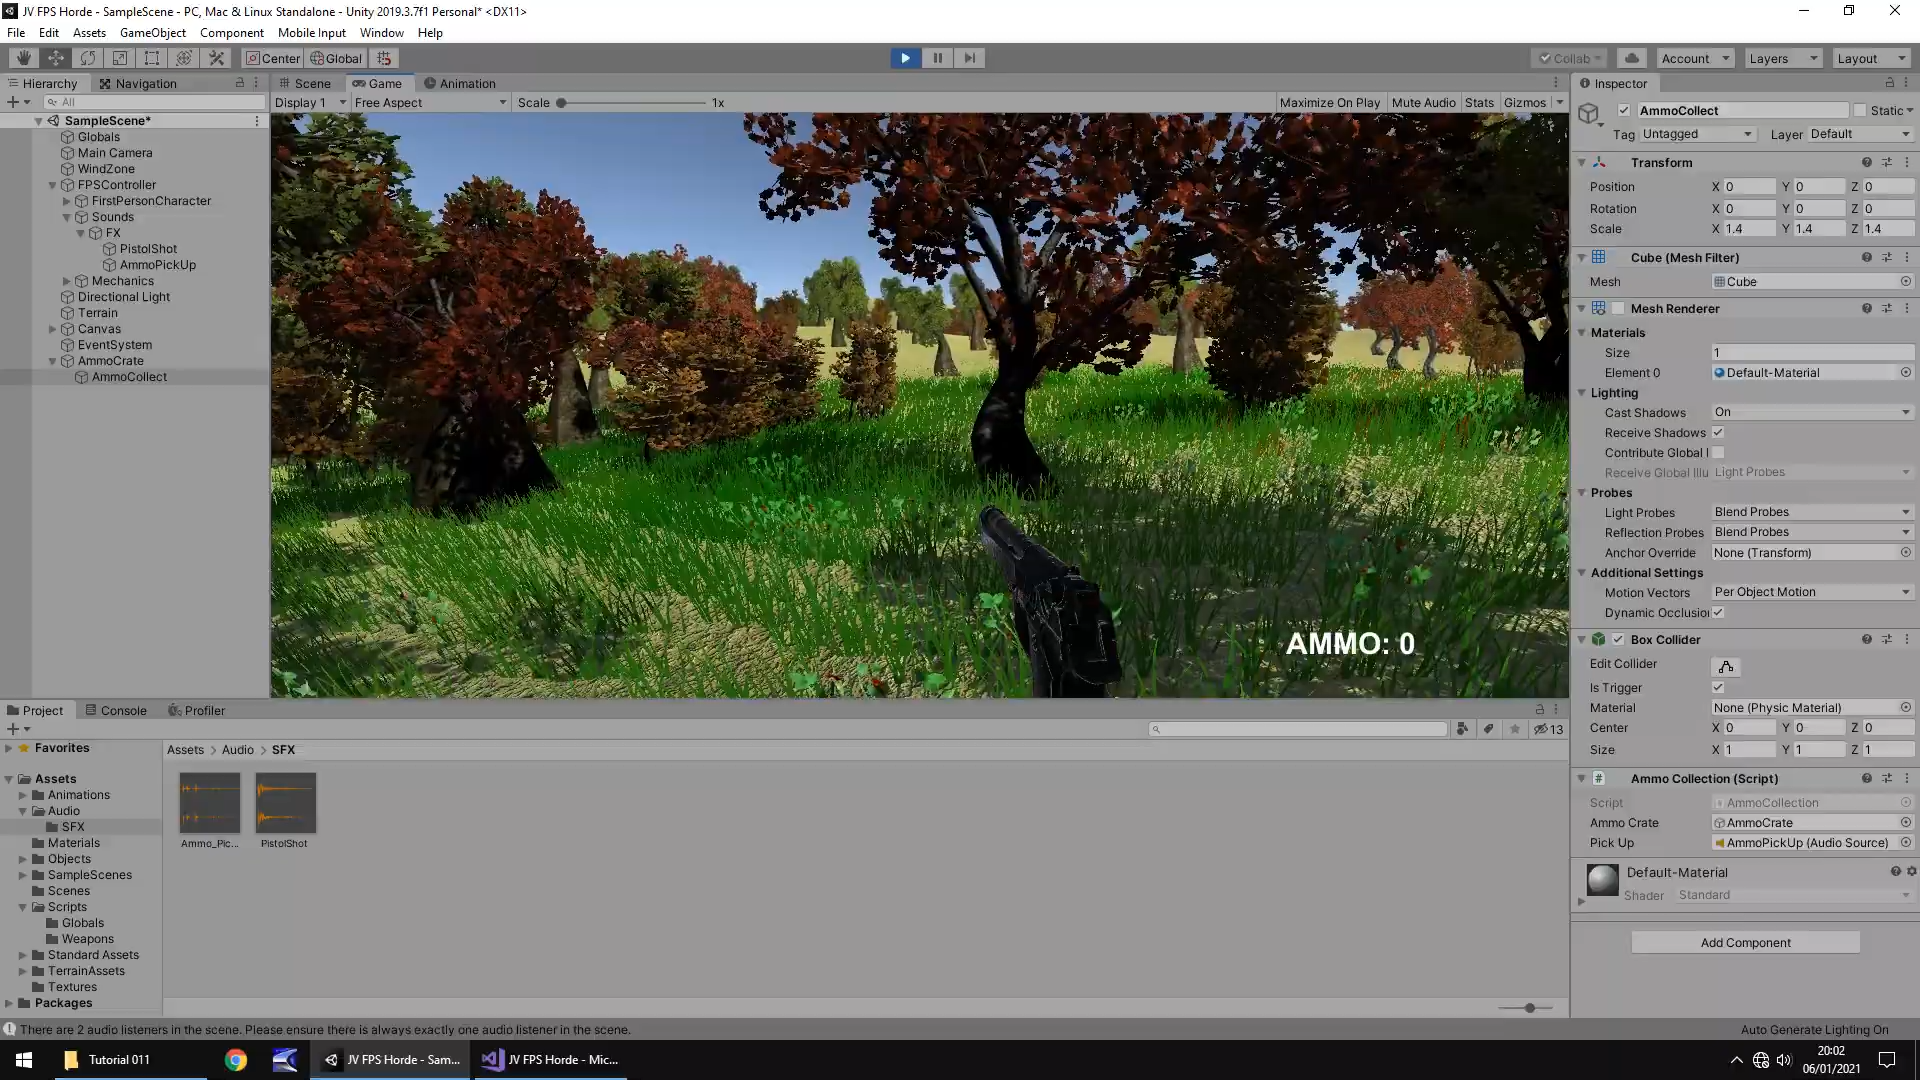 JV FPS Horde - SampleScene - PC, Mac & Linux Standalone - Unity 2019.3.7f1 Personal* <DX11>
File Edit Assets GameObject Component Mobile Input Window Help
Center Global Collab Account Layers Layout
Hierarchy Navigation Scene Game Animation Inspector
All Display 1 Free Aspect Scale 1x Maximize On Play Mute Audio Stats Gizmos
SampleScene*
Globals
Main Camera
WindZone
FPSController
FirstPersonCharacter
Sounds
FX
PistolShot
AmmoPickUp
Mechanics
Directional Light
Terrain
Canvas
EventSystem
AmmoCrate
AmmoCollect
AMMO: 0
AmmoCollect Static
Tag Untagged Layer Default
Transform
Position X 0 Y 0 Z 0
Rotation X 0 Y 0 Z 0
Scale X 1.4 Y 1.4 Z 1.4
Cube (Mesh Filter)
Mesh Cube
Mesh Renderer
Materials
Size 1
Element 0 Default-Material
Lighting
Cast Shadows On
Receive Shadows
Contribute Global I
Receive Global Illu Light Probes
Probes
Light Probes Blend Probes
Reflection Probes Blend Probes
Anchor Override None (Transform)
Additional Settings
Motion Vectors Per Object Motion
Dynamic Occlusio
Box Collider
Edit Collider
Is Trigger
Material None (Physic Material)
Center X 0 Y 0 Z 0
Size X 1 Y 1 Z 1
# Ammo Collection (Script)
Script AmmoCollection
Ammo Crate AmmoCrate
Pick Up AmmoPickUp (Audio Source)
Default-Material
Shader Standard
Add Component
Project Console Profiler
13
Favorites
Assets
Animations
Audio
SFX
Materials
Objects
SampleScenes
Scenes
Scripts
Globals
Weapons
Standard Assets
TerrainAssets
Textures
Packages
Assets > Audio > SFX
Ammo_Pic... PistolShot
There are 2 audio listeners in the scene. Please ensure there is always exactly one audio listener in the scene.
Auto Generate Lighting On
Tutorial 011 JV FPS Horde - Sam... JV FPS Horde - Mic...
20:02
06/01/2021